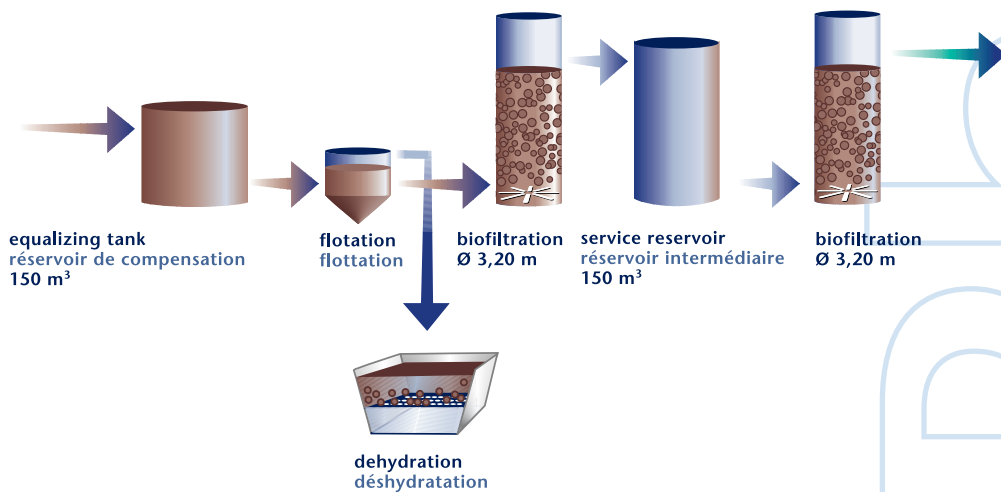 equalizing tank
réservoir de compensation
150 m³
flotation
flottation
biofiltration
Ø 3,20 m
service reservoir
réservoir intermédiaire
150 m³
biofiltration
Ø 3,20 m
dehydration
déshydratation